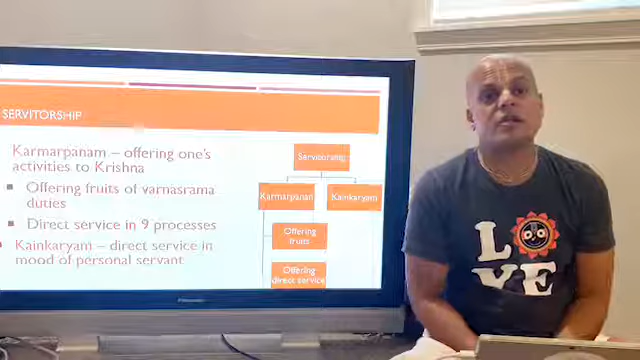 SERVITORSHIP
Karmarpanam – offering one's
activities to Krishna
Offering fruits of varnasrama
duties
Direct service in 9 processes
Kainkaryam – direct service in
mood of personal servant
Servitorship
Karmarpanam
Kainkaryam
Offering
fruits
Offering
direct service
L
VE